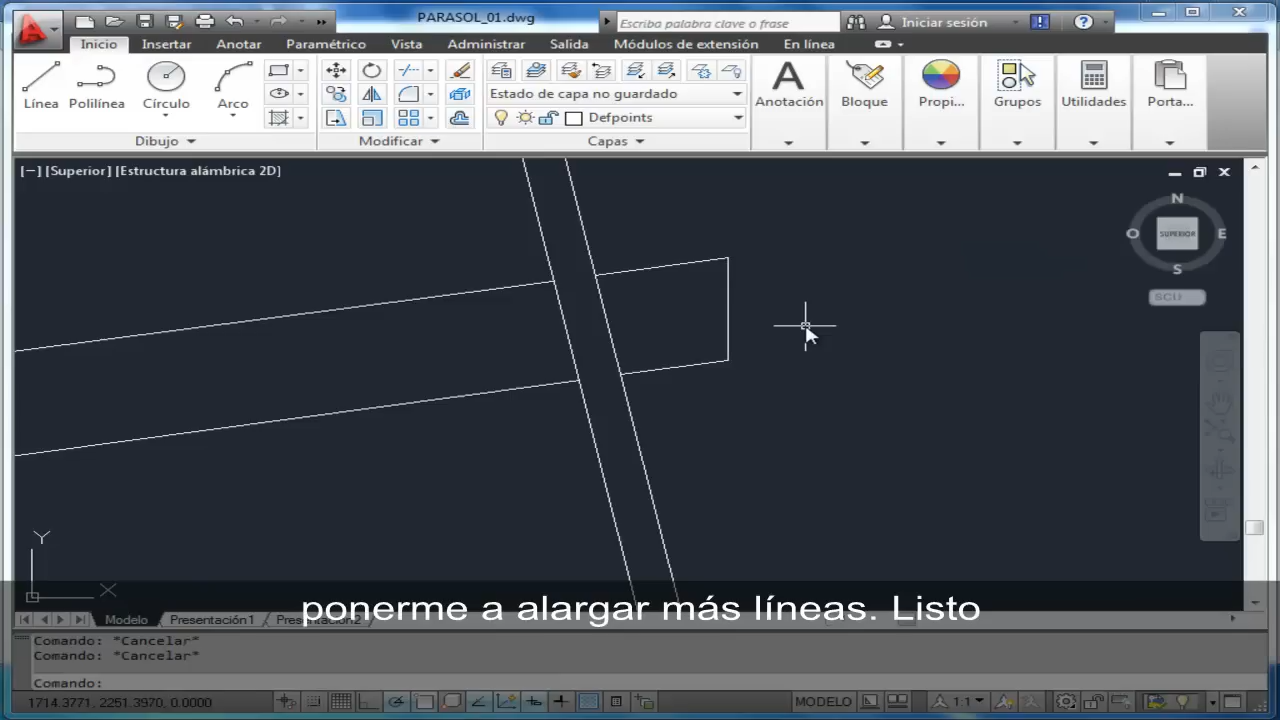 PARASOL_01.dwg
Escriba palabra clave o frase
Iniciar sesión
Inicio Insertar Anotar Paramétrico Vista Administrar Salida Módulos de extensión En línea
Línea Polilínea Círculo Arco
Estado de capa no guardado
Defpoints
Anotación Bloque Propi... Grupos Utilidades Porta...
Dibujo Modificar Capas
[−] [Superior] [Estructura alámbrica 2D]
N
O SUPERIOR E
S
SCU
Y
X
ponerme a alargar más líneas. Listo
Modelo Presentación1 Presentación2
Comando: *Cancelar*
Comando: *Cancelar*
Comando:
1714.3771, 2251.3970, 0.0000 MODELO 1:1